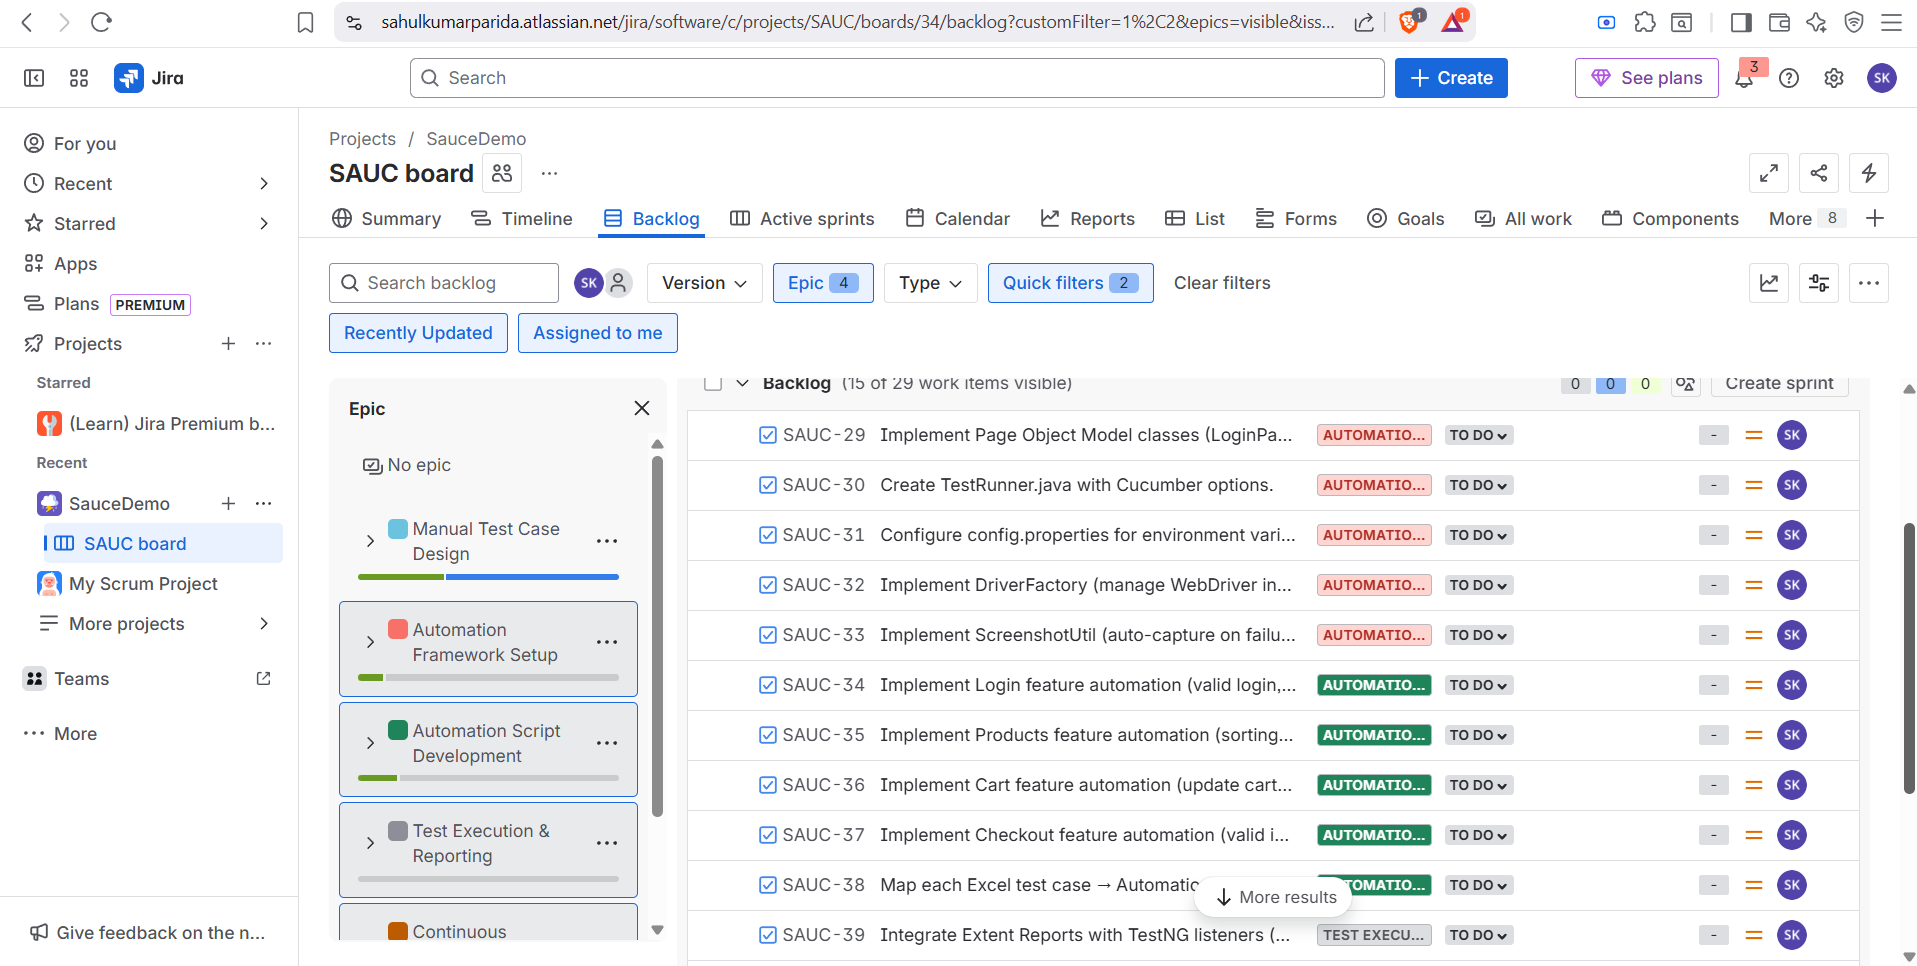 sahulkumarparida.atlassian.net/jira/software/c/projects/SAUC/boards/34/backlog?customFilter=1%2C2&epics=visible&iss...
1
1
Jira
Search
Create
See plans
3
SK
For you
Recent
Starred
Apps
Plans PREMIUM
Projects
Starred
(Learn) Jira Premium b...
Recent
SauceDemo
SAUC board
My Scrum Project
More projects
Teams
More
Give feedback on the n...
Projects / SauceDemo
SAUC board
Summary Timeline Backlog Active sprints Calendar Reports List Forms Goals All work Components More 8
Search backlog SK Version Epic 4 Type Quick filters 2 Clear filters
Recently Updated Assigned to me
Epic
No epic
Manual Test Case
Design
Automation
Framework Setup
Automation Script
Development
Test Execution &
Reporting
Continuous
Backlog (15 of 29 work items visible) 0 0 0 Create sprint
SAUC-29 Implement Page Object Model classes (LoginPa... AUTOMATIO... TO DO - SK
SAUC-30 Create TestRunner.java with Cucumber options. AUTOMATIO... TO DO - SK
SAUC-31 Configure config.properties for environment vari... AUTOMATIO... TO DO - SK
SAUC-32 Implement DriverFactory (manage WebDriver in... AUTOMATIO... TO DO - SK
SAUC-33 Implement ScreenshotUtil (auto-capture on failu... AUTOMATIO... TO DO - SK
SAUC-34 Implement Login feature automation (valid login,... AUTOMATIO... TO DO - SK
SAUC-35 Implement Products feature automation (sorting... AUTOMATIO... TO DO - SK
SAUC-36 Implement Cart feature automation (update cart... AUTOMATIO... TO DO - SK
SAUC-37 Implement Checkout feature automation (valid i... AUTOMATIO... TO DO - SK
SAUC-38 Map each Excel test case → Automatic TOMATIO... TO DO - SK
More results
SAUC-39 Integrate Extent Reports with TestNG listeners (... TEST EXECU... TO DO - SK